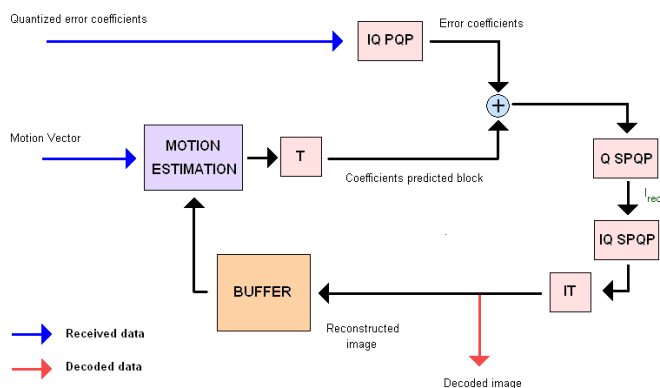 Quantized error coefficients
IQ PQP
Error coefficients
+
Motion Vector
MOTION
ESTIMATION
T
Coefficients predicted block
Q SPQP
I rec
IQ SPQP
IT
BUFFER
Reconstructed
image
Received data
Decoded data
Decoded image